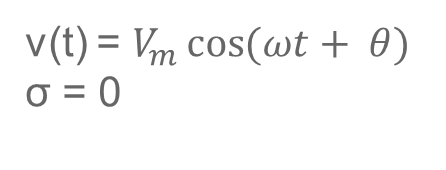 v(t) = Vₘ cos(ωt + θ)
σ = 0